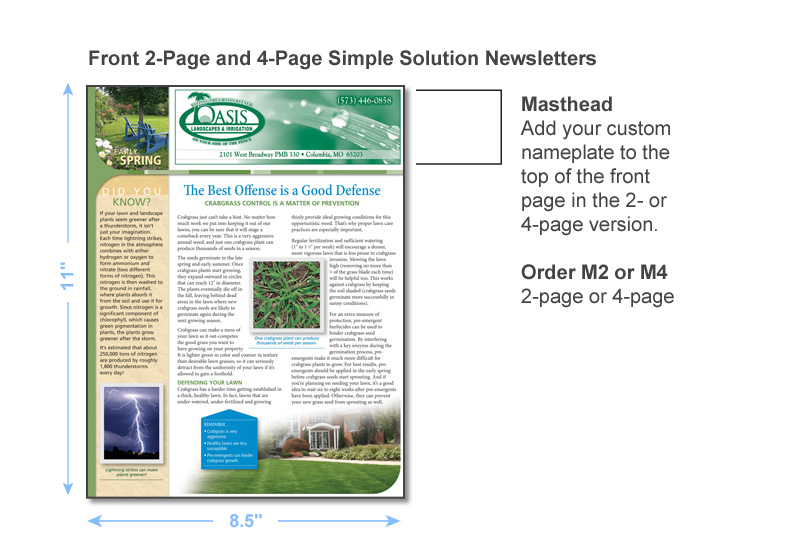 Front 2-Page and 4-Page Simple Solution Newsletters
EARLY
SPRING
OASIS
LANDSCAPES & IRRIGATION
ON YOUR SIDE OF THE FENCE
(573) 446-0858
2101 West Broadway PMB 330 • Columbia, MO 65203
DID YOU
KNOW?
If your lawn and landscape
plants seem greener after
a thunderstorm, it isn't
just your imagination.
Each time lightning strikes,
nitrogen in the atmosphere
combines with either
hydrogen or oxygen to
form ammonium and
nitrate (two different
forms of nitrogen). This
nitrogen is then washed to
the ground in rainfall,
where plants absorb it
from the soil and use it for
growth. Since nitrogen is a
significant component of
chlorophyll, which causes
green pigmentation in
plants, the plants grow
greener after the storm.
It's estimated that about
250,000 tons of nitrogen
are produced by roughly
1,800 thunderstorms
every day!
Lightning strikes can make
plants greener!
The Best Offense is a Good Defense
CRABGRASS CONTROL IS A MATTER OF PREVENTION
Crabgrass just can't take a hint. No matter how
much work you put into keeping it out of our
lawns, you can be sure that it will stage a
comeback every year. This is a very aggressive
annual weed, and just one crabgrass plant can
produce thousands of seeds in a season.
The seeds germinate in the late
spring and early summer. Once
crabgrass plants start growing,
they expand outward in circles
that can reach 12" in diameter.
The plants eventually die off in
the fall, leaving behind dead
areas in the lawn where new
crabgrass seeds are likely to
germinate again during the
next growing season.
Crabgrass can make a mess of
your lawn as it out competes
the good grass you want to
have growing on your property.
It is lighter green in color and coarser in texture
than desirable lawn grasses, so it can seriously
detract from the uniformity of your lawn if it's
allowed to gain a foothold.
DEFENDING YOUR LAWN
Crabgrass has a harder time getting established in
a thick, healthy lawn. In fact, lawns that are
under-watered, under-fertilized and growing
One crabgrass plant can produce
thousands of seeds per season.
REMEMBER...
• Crabgrass is very
aggressive
• Healthy lawns are less
susceptible
• Pre-emergents can hinder
crabgrass growth
thinly provide ideal growing conditions for this
opportunistic weed. That's why proper lawn care
practices are especially important.
Regular fertilization and sufficient watering
(1" to 1 ½" per week) will encourage a denser,
more vigorous lawn that is less prone to crabgrass
invasion. Mowing the lawn
high (removing no more than
⅓ of the grass blade each time)
will be helpful too. This works
against crabgrass by keeping
the soil shaded (crabgrass seeds
germinate more successfully in
sunny conditions).
For an extra measure of
protection, pre-emergent
herbicides can be used to
hinder crabgrass seed
germination. By interfering
with a key enzyme during the
germination process, pre-
emergents make it much more difficult for
crabgrass plants to grow. For best results, pre-
emergents should be applied in the early spring
before crabgrass seeds start sprouting. And if
you're planning on seeding your lawn, it's a good
idea to wait six to eight weeks after pre-emergents
have been applied. Otherwise, they can prevent
your new grass seed from sprouting as well.
11"
8.5"
Masthead
Add your custom
nameplate to the
top of the front
page in the 2- or
4-page version.
Order M2 or M4
2-page or 4-page